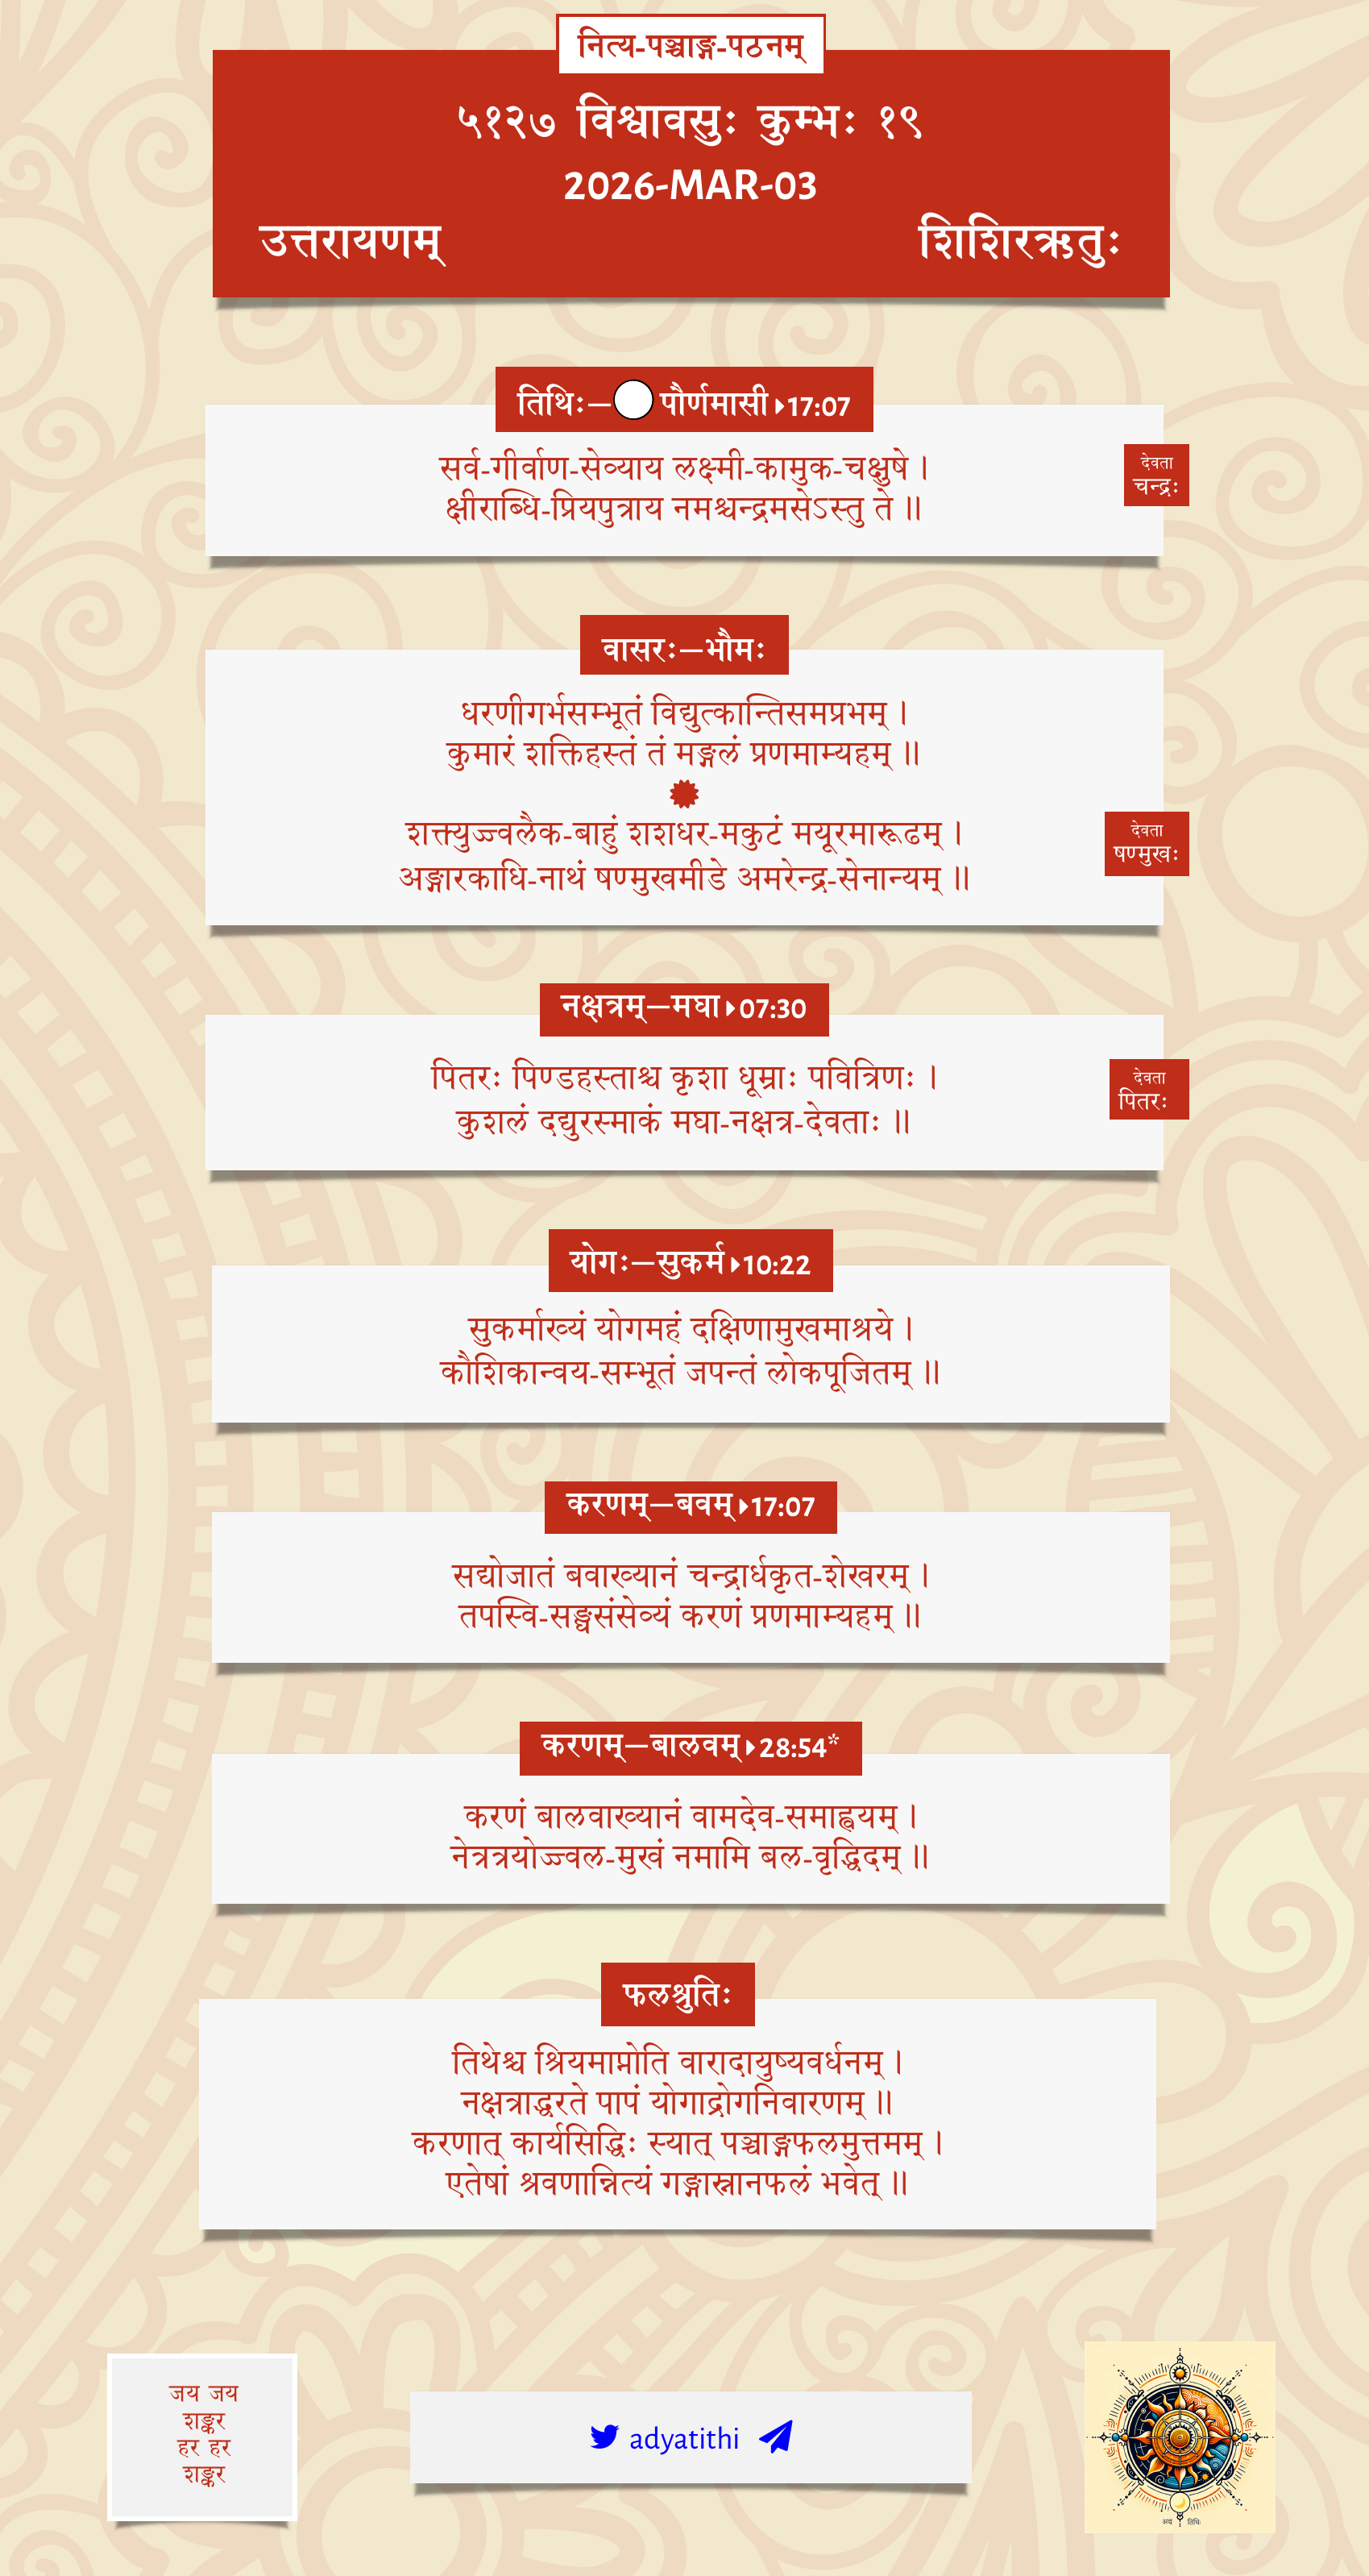 नित्य-पञ्चाङ्ग-पठनम्
५१२७ विश्वावसुः कुम्भः १९
2026-MAR-03
उत्तरायणम् शिशिरऋतुः
तिथिः—पौर्णमासी 17:07
सर्व-गीर्वाण-सेव्याय लक्ष्मी-कामुक-चक्षुषे ।
क्षीराब्धि-प्रियपुत्राय नमश्चन्द्रमसेऽस्तु ते ॥
देवता
चन्द्रः
वासरः—भौमः
धरणीगर्भसम्भूतं विद्युत्कान्तिसमप्रभम् ।
कुमारं शक्तिहस्तं तं मङ्गलं प्रणमाम्यहम् ॥
शक्त्युज्ज्वलैक-बाहुं शशधर-मकुटं मयूरमारूढम् ।
अङ्गारकाधि-नाथं षण्मुखमीडे अमरेन्द्र-सेनान्यम् ॥
देवता
षण्मुखः
नक्षत्रम्—मघा 07:30
पितरः पिण्डहस्ताश्च कृशा धूम्राः पवित्रिणः ।
कुशलं दद्युरस्माकं मघा-नक्षत्र-देवताः ॥
देवता
पितरः
योगः—सुकर्म 10:22
सुकर्माख्यं योगमहं दक्षिणामुखमाश्रये ।
कौशिकान्वय-सम्भूतं जपन्तं लोकपूजितम् ॥
करणम्—बवम् 17:07
सद्योजातं बवाख्यानं चन्द्रार्धकृत-शेखरम् ।
तपस्वि-सङ्घसंसेव्यं करणं प्रणमाम्यहम् ॥
करणम्—बालवम् 28:54*
करणं बालवाख्यानं वामदेव-समाह्वयम् ।
नेत्रत्रयोज्ज्वल-मुखं नमामि बल-वृद्धिदम् ॥
फलश्रुतिः
तिथेश्च श्रियमाप्नोति वारादायुष्यवर्धनम् ।
नक्षत्राद्धरते पापं योगाद्रोगनिवारणम् ॥
करणात् कार्यसिद्धिः स्यात् पञ्चाङ्गफलमुत्तमम् ।
एतेषां श्रवणान्नित्यं गङ्गास्नानफलं भवेत् ॥
जय जय
शङ्कर
हर हर
शङ्कर
adyatithi
अद्य तिथिः